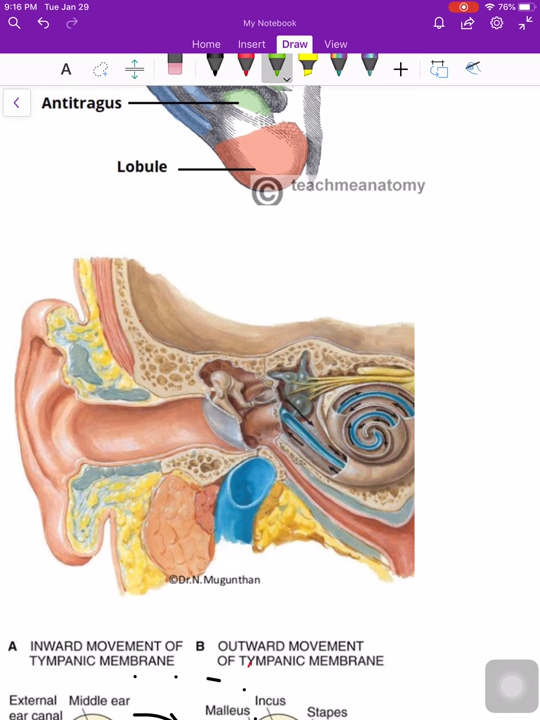 9:16 PM Tue Jan 29
76%
My Notebook
Home Insert Draw View
A
Antitragus
Lobule
© teachmeanatomy
©Dr.N.Mugunthan
A INWARD MOVEMENT OF TYMPANIC MEMBRANE
B OUTWARD MOVEMENT OF TYMPANIC MEMBRANE
External ear canal
Middle ear
Malleus
Incus
Stapes